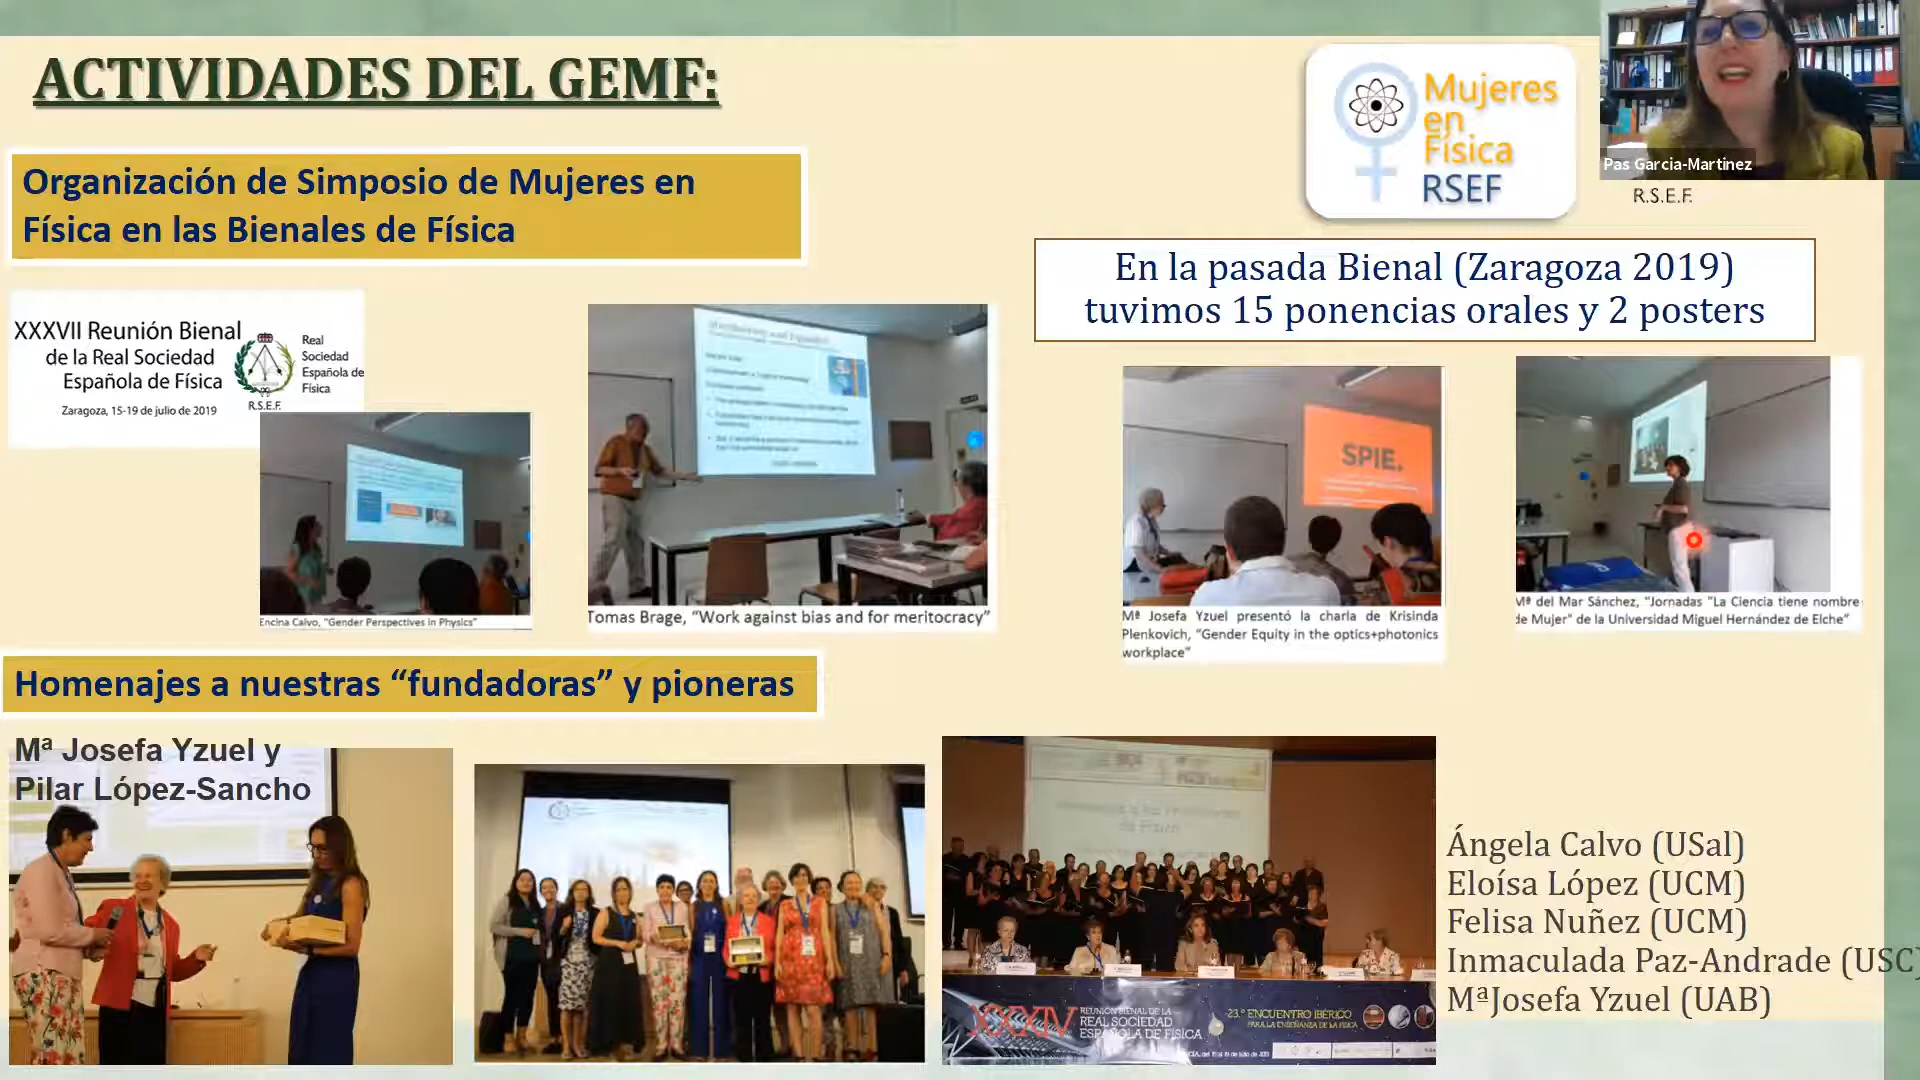 ACTIVIDADES DEL GEMF:
Mujeres
en
Física
RSEF
Pas Garcia-Martinez
R.S.E.F.
Organización de Simposio de Mujeres en
Física en las Bienales de Física
En la pasada Bienal (Zaragoza 2019)
tuvimos 15 ponencias orales y 2 posters
XXXVII Reunión Bienal
de la Real Sociedad
Española de Física
Zaragoza, 15-19 de julio de 2019
Real
Sociedad
Española de
Física
R.S.E.F.
SPIE.
Encina Calvo, "Gender Perspectives in Physics"
Tomas Brage, "Work against bias and for meritocracy"
Mª Josefa Yzuel presentó la charla de Krisinda
Plenkovich, "Gender Equity in the optics+photonics
workplace"
Mª del Mar Sánchez, "Jornadas "La Ciencia tiene nombre
de Mujer" de la Universidad Miguel Hernández de Elche"
Homenajes a nuestras “fundadoras” y pioneras
Mª Josefa Yzuel y
Pilar López-Sancho
XXXIV
REUNIÓN BIENAL DE LA
REAL SOCIEDAD
ESPAÑOLA DE FÍSICA
23.º ENCUENTRO IBÉRICO
PARA LA ENSEÑANZA DE LA FÍSICA
Ángela Calvo (USal)
Eloísa López (UCM)
Felisa Nuñez (UCM)
Inmaculada Paz-Andrade (USC)
MªJosefa Yzuel (UAB)